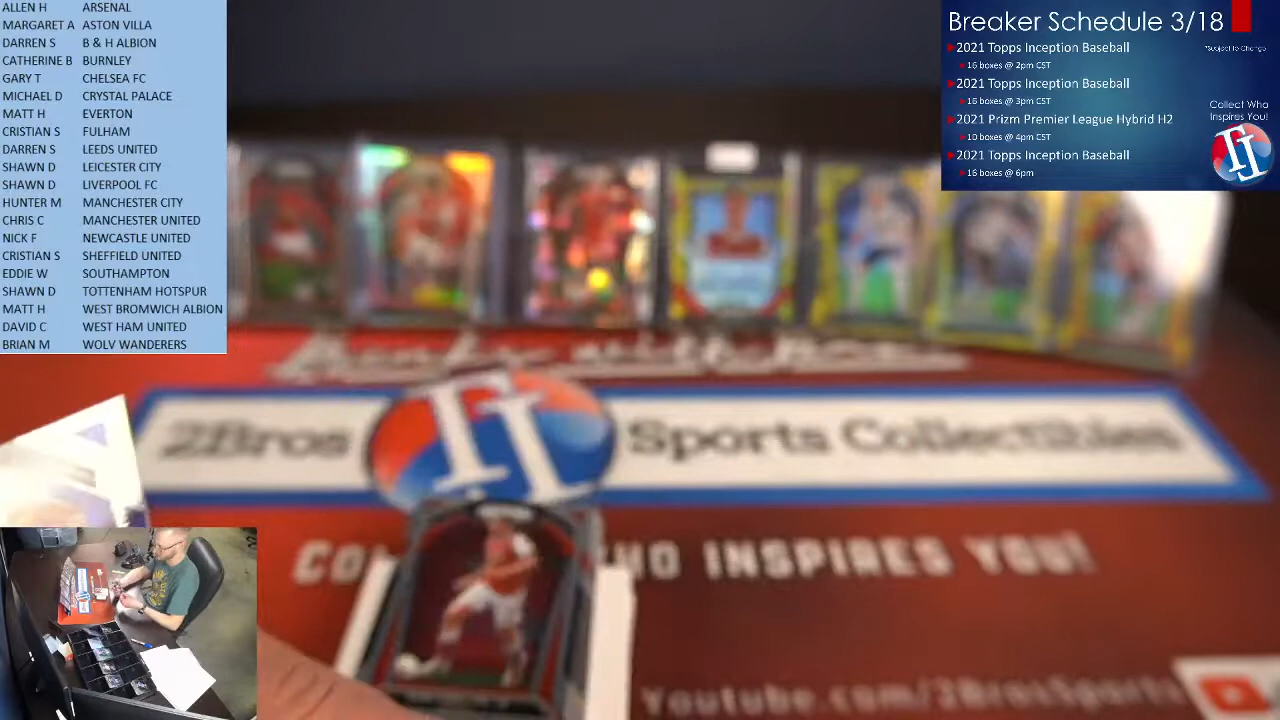 ALLEN H ARSENAL
MARGARET A ASTON VILLA
DARREN S B & H ALBION
CATHERINE B BURNLEY
GARY T CHELSEA FC
MICHAEL D CRYSTAL PALACE
MATT H EVERTON
CRISTIAN S FULHAM
DARREN S LEEDS UNITED
SHAWN D LEICESTER CITY
SHAWN D LIVERPOOL FC
HUNTER M MANCHESTER CITY
CHRIS C MANCHESTER UNITED
NICK F NEWCASTLE UNITED
CRISTIAN S SHEFFIELD UNITED
EDDIE W SOUTHAMPTON
SHAWN D TOTTENHAM HOTSPUR
MATT H WEST BROMWICH ALBION
DAVID C WEST HAM UNITED
BRIAN M WOLV WANDERERS
Breaker Schedule 3/18
2021 Topps Inception Baseball
*Subject to Change
16 boxes @ 2pm CST
2021 Topps Inception Baseball
16 boxes @ 3pm CST
2021 Prizm Premier League Hybrid H2
10 boxes @ 4pm CST
2021 Topps Inception Baseball
16 boxes @ 6pm
Collect Who
Inspires You!
2Bros Sports Collectibles
CO HO INSPIRES YOU!
Youtube.com/2BrosSports